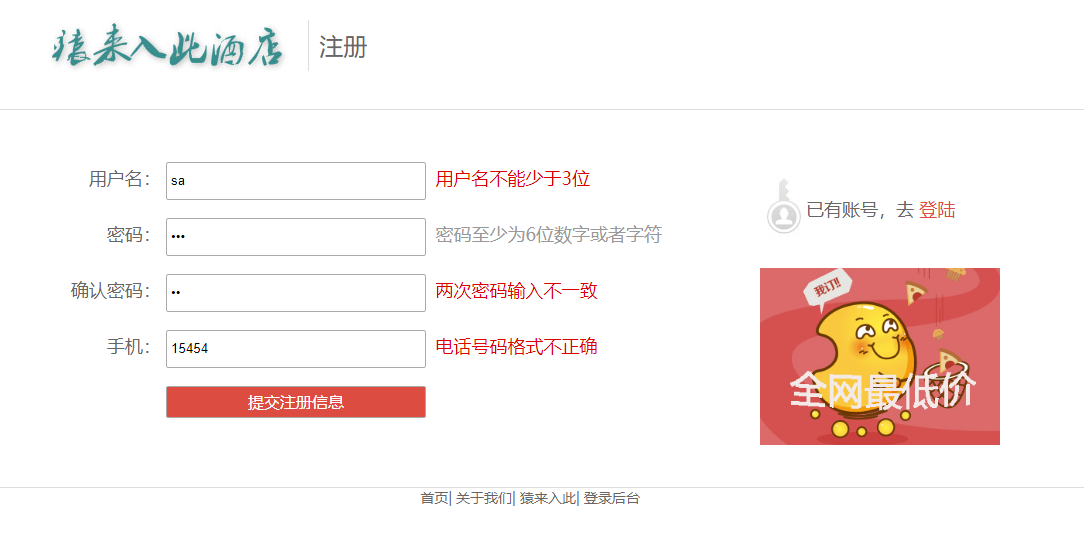 猿来入此酒店
注册
用户名： sa 用户名不能少于3位
密码： ••• 密码至少为6位数字或者字符
确认密码： •• 两次密码输入不一致
手机： 15454 电话号码格式不正确
提交注册信息
已有账号，去 登陆
我订!!
全网最低价
首页| 关于我们| 猿来入此| 登录后台